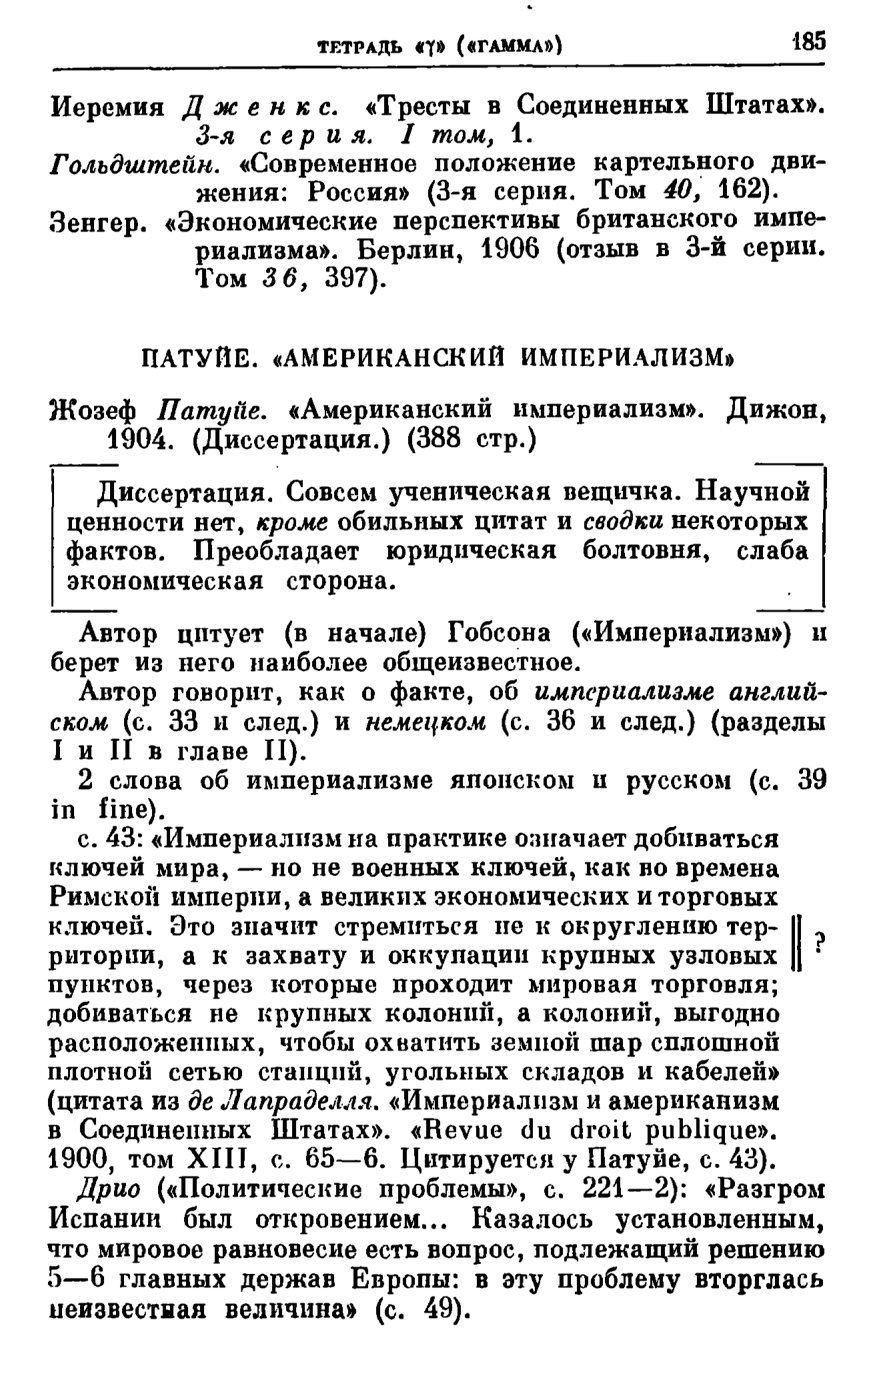 ТЕТРАДЬ «γ» («ГАММА») 185
Иеремия Дженкс. «Тресты в Соединенных Штатах».
3-я серия. I том, 1.
Гольдштейн. «Современное положение картельного дви-
жения: Россия» (3-я серия. Том 40, 162).
Зенгер. «Экономические перспективы британского импе-
риализма». Берлин, 1906 (отзыв в 3-й серии.
Том 36, 397).
ПАТУЙЕ. «АМЕРИКАНСКИЙ ИМПЕРИАЛИЗМ»
Жозеф Патуйе. «Американский империализм». Дижон,
1904. (Диссертация.) (388 стр.)
Диссертация. Совсем ученическая вещичка. Научной
ценности нет, кроме обильных цитат и сводки некоторых
фактов. Преобладает юридическая болтовня, слаба
экономическая сторона.
Автор цитует (в начале) Гобсона («Империализм») и
берет из него наиболее общеизвестное.
Автор говорит, как о факте, об империализме англий-
ском (с. 33 и след.) и немецком (с. 36 и след.) (разделы
I и II в главе II).
2 слова об империализме японском и русском (с. 39
in fine).
с. 43: «Империализм на практике означает добиваться
ключей мира, — но не военных ключей, как во времена
Римской империи, а великих экономических и торговых
ключей. Это значит стремиться не к округлению тер-
ритории, а к захвату и оккупации крупных узловых ?
пунктов, через которые проходит мировая торговля;
добиваться не крупных колоний, а колоний, выгодно
расположенных, чтобы охватить земной шар сплошной
плотной сетью станций, угольных складов и кабелей»
(цитата из де Лапраделля. «Империализм и американизм
в Соединенных Штатах». «Revue du droit publique».
1900, том XIII, с. 65—6. Цитируется у Патуйе, с. 43).
Дрио («Политические проблемы», с. 221—2): «Разгром
Испании был откровением... Казалось установленным,
что мировое равновесие есть вопрос, подлежащий решению
5—6 главных держав Европы: в эту проблему вторглась
неизвестная величина» (с. 49).